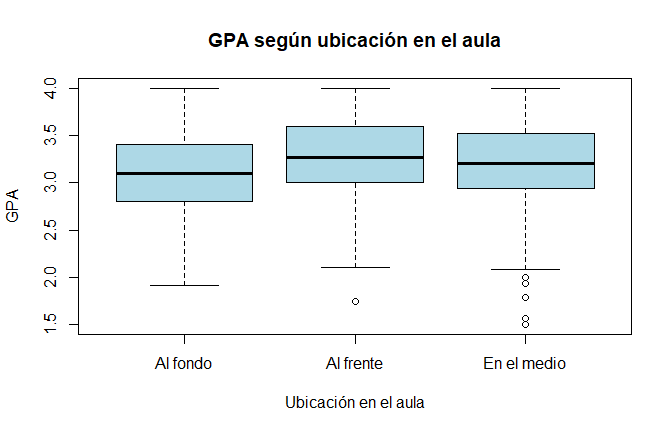 GPA según ubicación en el aula
GPA
4.0
3.5
3.0
2.5
2.0
1.5
Al fondo
Al frente
En el medio
Ubicación en el aula